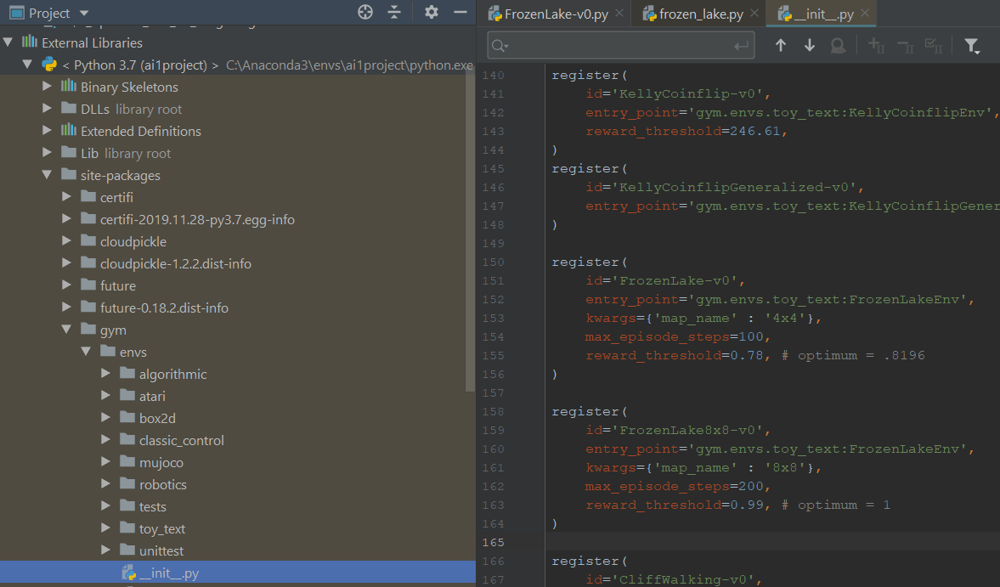 Project
External Libraries
< Python 3.7 (ai1project) > C:\Anaconda3\envs\ai1project\python.exe
Binary Skeletons
DLLs library root
Extended Definitions
Lib library root
site-packages
certifi
certifi-2019.11.28-py3.7.egg-info
cloudpickle
cloudpickle-1.2.2.dist-info
future
future-0.18.2.dist-info
gym
envs
algorithmic
atari
box2d
classic_control
mujoco
robotics
tests
toy_text
unittest
__init__.py
FrozenLake-v0.py
frozen_lake.py
__init__.py
140 register(
141 id='KellyCoinflip-v0',
142 entry_point='gym.envs.toy_text:KellyCoinflipEnv',
143 reward_threshold=246.61,
144 )
145 register(
146 id='KellyCoinflipGeneralized-v0',
147 entry_point='gym.envs.toy_text:KellyCoinflipGener
148 )
149
150 register(
151 id='FrozenLake-v0',
152 entry_point='gym.envs.toy_text:FrozenLakeEnv',
153 kwargs={'map_name' : '4x4'},
154 max_episode_steps=100,
155 reward_threshold=0.78, # optimum = .8196
156 )
157
158 register(
159 id='FrozenLake8x8-v0',
160 entry_point='gym.envs.toy_text:FrozenLakeEnv',
161 kwargs={'map_name' : '8x8'},
162 max_episode_steps=200,
163 reward_threshold=0.99, # optimum = 1
164 )
165
166 register(
167 id='CliffWalking-v0',